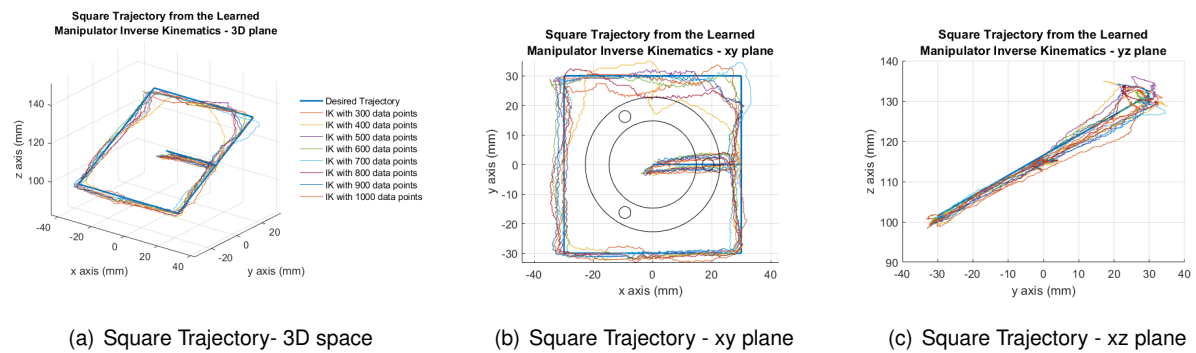 Square Trajectory from the Learned
Manipulator Inverse Kinematics - 3D plane
140
120
100
z axis (mm)
-40
-20
0
20
40
x axis (mm)
-20
0
20
y axis (mm)
Desired Trajectory
IK with 300 data points
IK with 400 data points
IK with 500 data points
IK with 600 data points
IK with 700 data points
IK with 800 data points
IK with 900 data points
IK with 1000 data points
(a) Square Trajectory- 3D space
Square Trajectory from the Learned
Manipulator Inverse Kinematics - xy plane
30
20
10
0
-10
-20
-30
y axis (mm)
-40
-20
0
20
40
x axis (mm)
(b) Square Trajectory - xy plane
Square Trajectory from the Learned
Manipulator Inverse Kinematics - yz plane
140
130
120
110
100
90
z axis (mm)
-40
-30
-20
-10
0
10
20
30
40
y axis (mm)
(c) Square Trajectory - xz plane